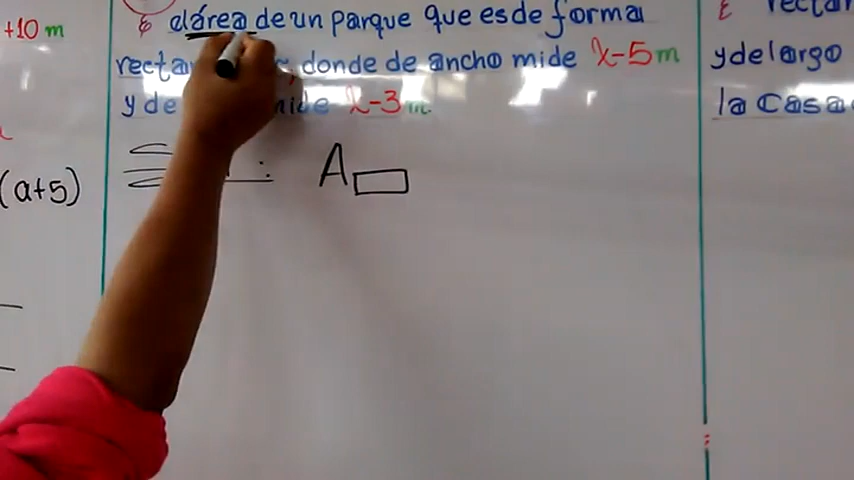 +10 m
(a+5)
el área de un parque que es de forma
donde de ancho mide x-5m
y de mide x-3m
A
rectan
y de largo
la Casa